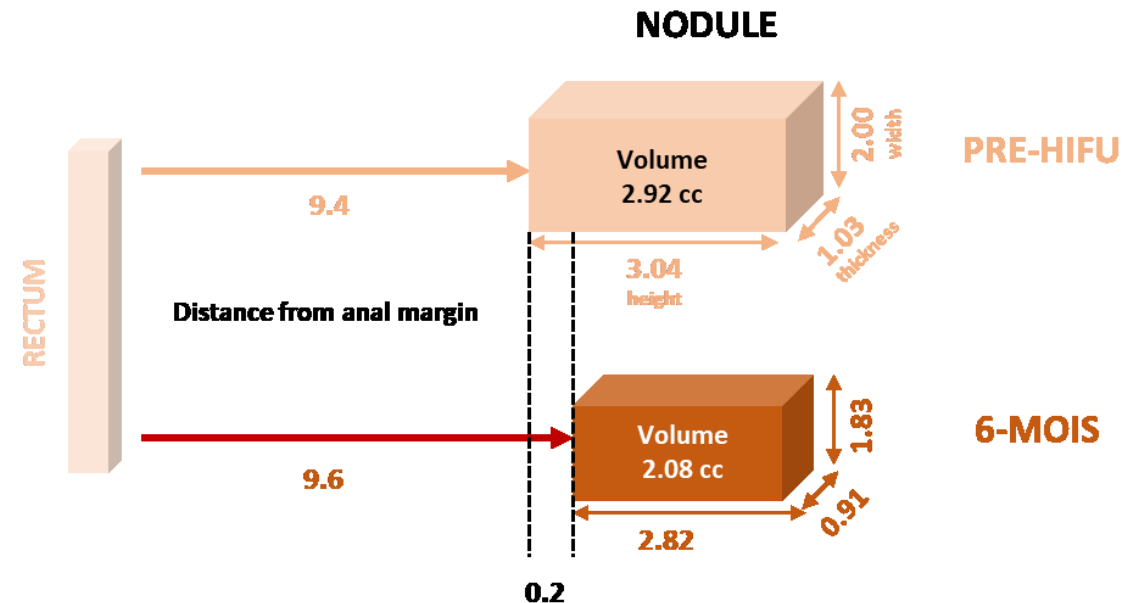 NODULE
Volume
2.92 cc
2.00
width
PRE-HIFU
9.4
1.03
thickness
3.04
height
RECTUM
Distance from anal margin
Volume
2.08 cc
1.83
6-MOIS
9.6
0.91
2.82
0.2